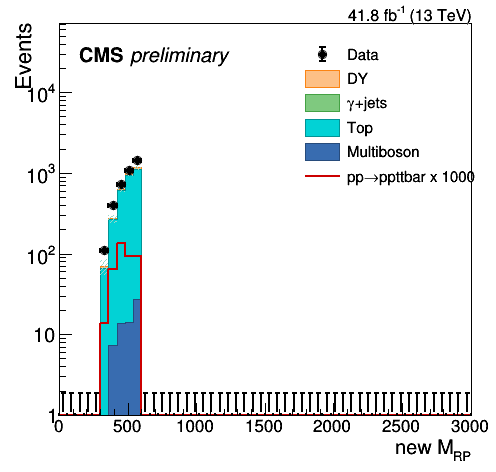 41.8 fb⁻¹ (13 TeV)
Events
CMS preliminary
Data
DY
γ+jets
Top
Multiboson
pp→ppttbar x 1000
10⁴
10³
10²
10
1
0 500 1000 1500 2000 2500 3000
new M_RP